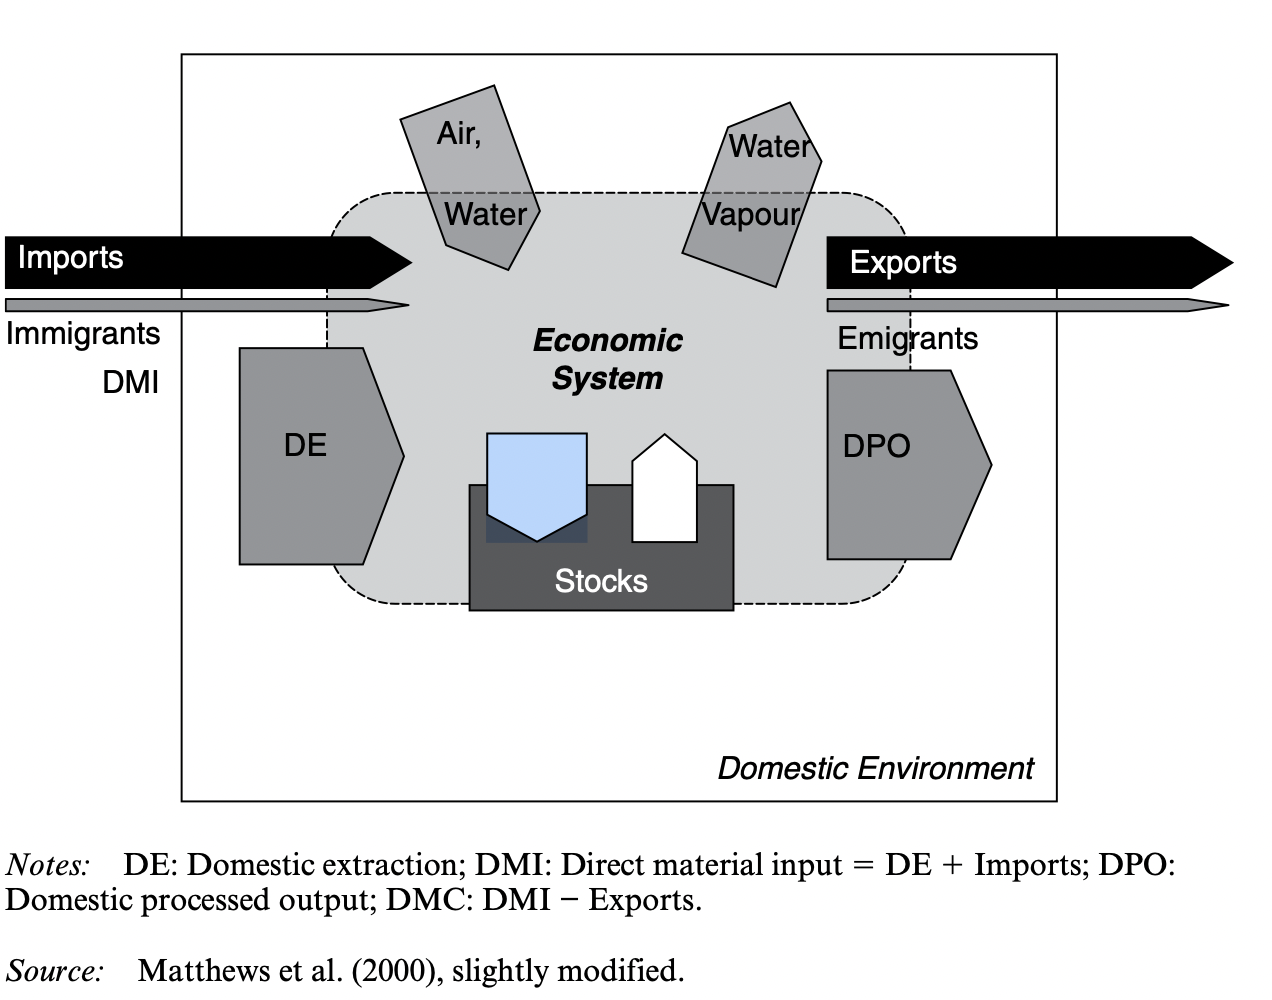 Air,
Water
Water
Vapour
Imports
Exports
Immigrants
Emigrants
DMI
Economic
System
DE
DPO
Stocks
Domestic Environment
Notes: DE: Domestic extraction; DMI: Direct material input = DE + Imports; DPO:
Domestic processed output; DMC: DMI − Exports.
Source: Matthews et al. (2000), slightly modified.